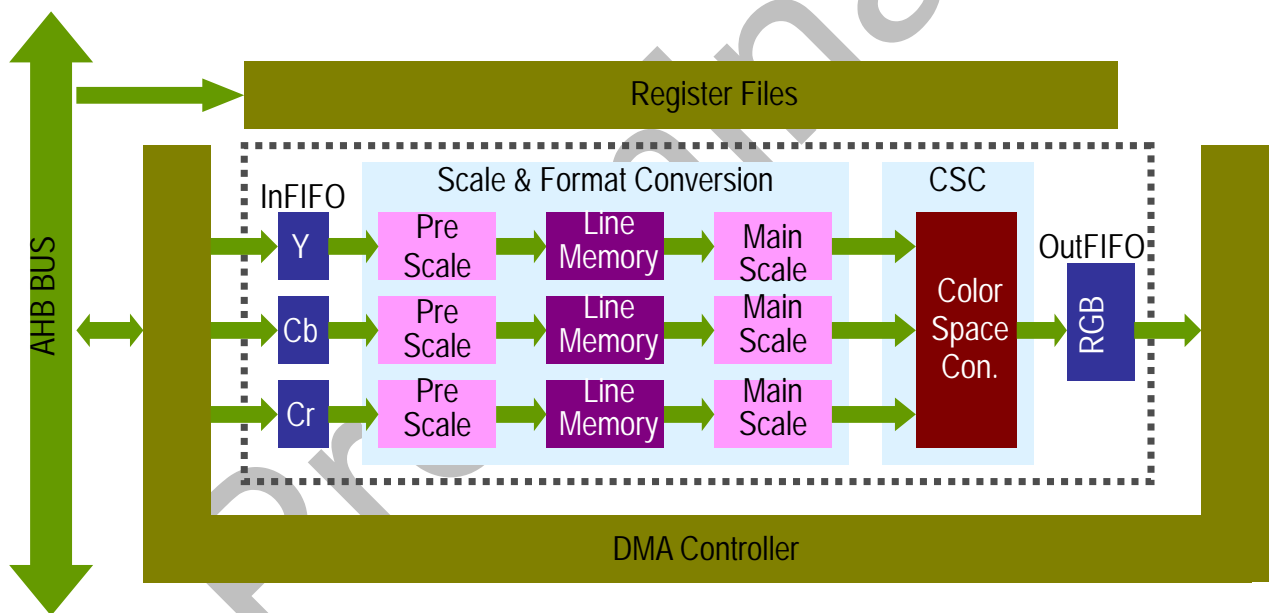 Register Files
Scale & Format Conversion
CSC
InFIFO
Y
Pre
Scale
Line
Memory
Main
Scale
OutFIFO
AHB BUS
Cb
Pre
Scale
Line
Memory
Main
Scale
Color
Space
Con.
RGB
Cr
Pre
Scale
Line
Memory
Main
Scale
DMA Controller